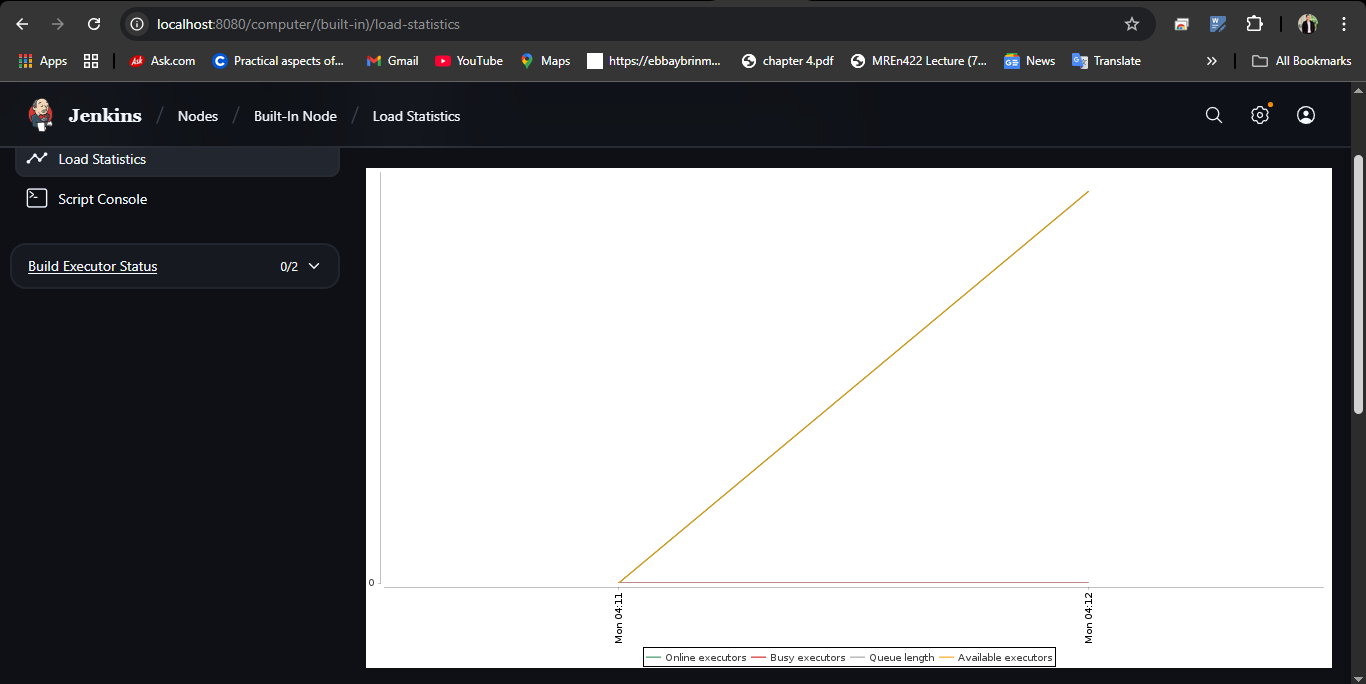 localhost:8080/computer/(built-in)/load-statistics
Apps Ask Ask.com C Practical aspects of... Gmail YouTube Maps https://ebbaybrinm... chapter 4.pdf MREn422 Lecture (7... GE News Translate » All Bookmarks
Jenkins / Nodes / Built-In Node / Load Statistics
Load Statistics
Script Console
Build Executor Status 0/2
0
Mon 04:11
Mon 04:12
Online executors Busy executors Queue length Available executors